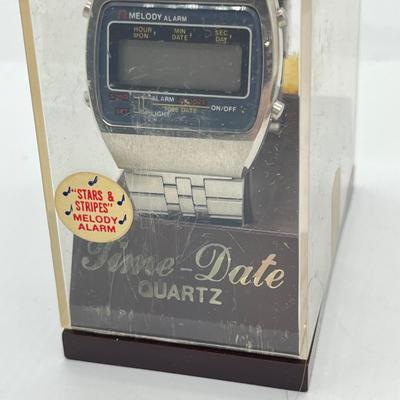 MELODY ALARM
HOUR MIN SEC
MON DATE DAY
ALARM
DATE ON/OFF
LIGHT
"STARS &
STRIPES"
MELODY
ALARM
Time-Date
QUARTZ